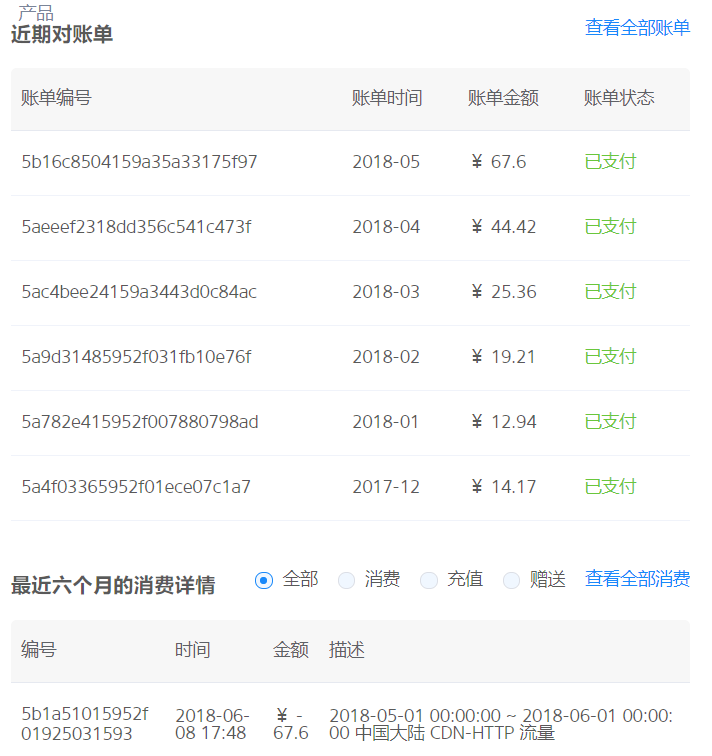 产品
近期对账单 查看全部账单
账单编号 账单时间 账单金额 账单状态
5b16c8504159a35a33175f97 2018-05 ¥ 67.6 已支付
5aeeef2318dd356c541c473f 2018-04 ¥ 44.42 已支付
5ac4bee24159a3443d0c84ac 2018-03 ¥ 25.36 已支付
5a9d31485952f031fb10e76f 2018-02 ¥ 19.21 已支付
5a782e415952f007880798ad 2018-01 ¥ 12.94 已支付
5a4f03365952f01ece07c1a7 2017-12 ¥ 14.17 已支付
最近六个月的消费详情 全部 消费 充值 赠送 查看全部消费
编号 时间 金额 描述
5b1a51015952f 2018-06- ¥ - 2018-05-01 00:00:00 ~ 2018-06-01 00:00:
01925031593 08 17:48 67.6 00 中国大陆 CDN-HTTP 流量